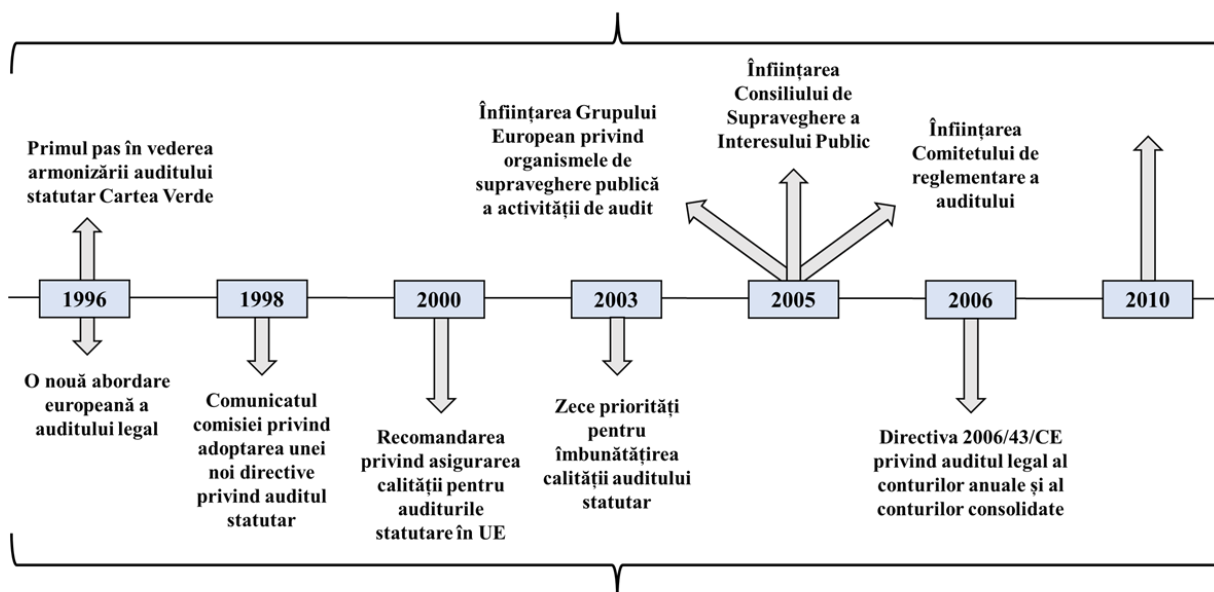 Primul pas în vederea
armonizării auditului
statutar Cartea Verde
Înființarea Grupului
European privind
organismele de
supraveghere publică
a activității de audit
Înființarea
Consiliului de
Supraveghere a
Interesului Public
Înființarea
Comitetului de
reglementare a
auditului
1996
1998
2000
2003
2005
2006
2010
O nouă abordare
europeană a
auditului legal
Comunicatul
comisiei privind
adoptarea unei
noi directive
privind auditul
statutar
Recomandarea
privind asigurarea
calității pentru
auditurile
statutare în UE
Zece priorități
pentru
îmbunătățirea
calității auditului
statutar
Directiva 2006/43/CE
privind auditul legal al
conturilor anuale și al
conturilor consolidate